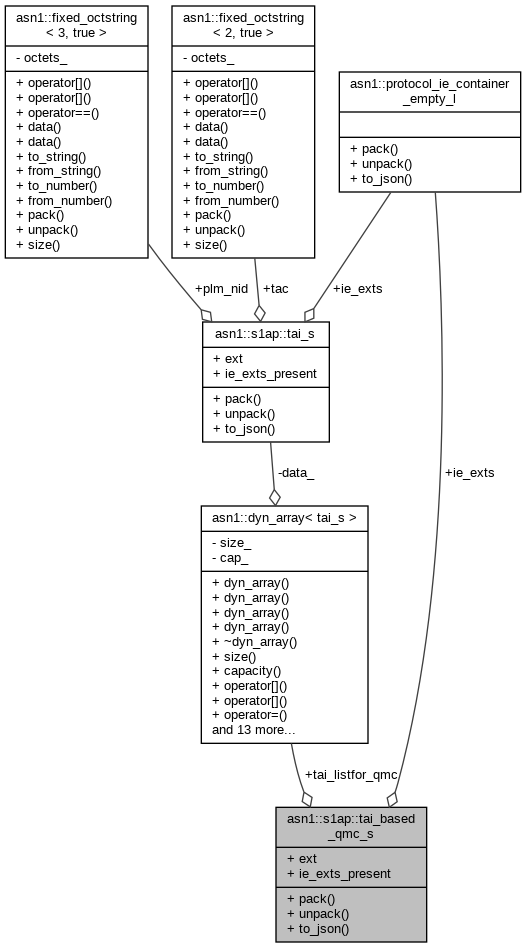 asn1::fixed_octstring
< 3, true >
- octets_
+ operator[]()
+ operator[]()
+ operator==()
+ data()
+ data()
+ to_string()
+ from_string()
+ to_number()
+ from_number()
+ pack()
+ unpack()
+ size()
asn1::fixed_octstring
< 2, true >
- octets_
+ operator[]()
+ operator[]()
+ operator==()
+ data()
+ data()
+ to_string()
+ from_string()
+ to_number()
+ from_number()
+ pack()
+ unpack()
+ size()
asn1::protocol_ie_container
_empty_l
+ pack()
+ unpack()
+ to_json()
+plm_nid
+tac
+ie_exts
asn1::s1ap::tai_s
+ ext
+ ie_exts_present
+ pack()
+ unpack()
+ to_json()
-data_
+ie_exts
asn1::dyn_array< tai_s >
- size_
- cap_
+ dyn_array()
+ dyn_array()
+ dyn_array()
+ dyn_array()
+ ~dyn_array()
+ size()
+ capacity()
+ operator[]()
+ operator[]()
+ operator=()
and 13 more...
+tai_listfor_qmc
asn1::s1ap::tai_based
_qmc_s
+ ext
+ ie_exts_present
+ pack()
+ unpack()
+ to_json()